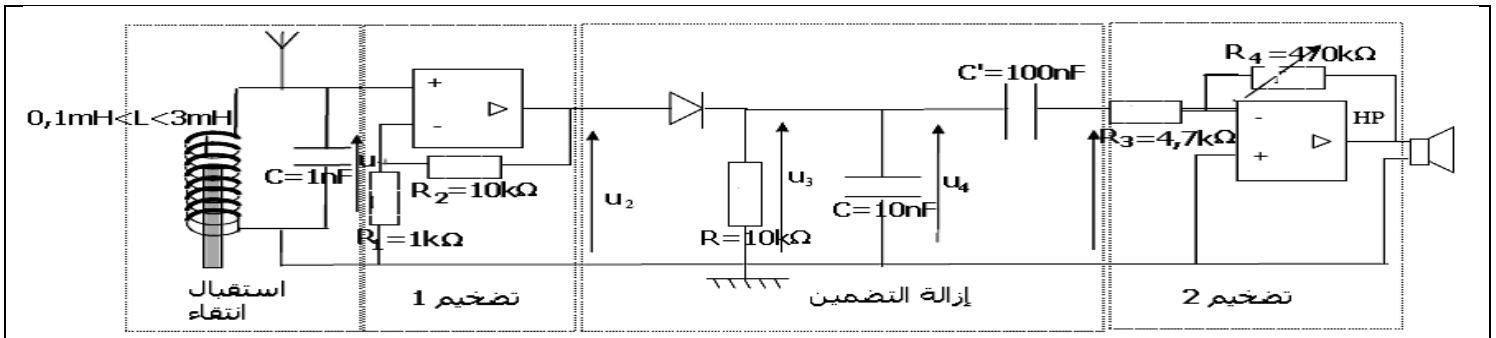 R₄=470kΩ
C'=100nF
0,1mH<L<3mH
+
-
HP
R₃=4,7kΩ
-
+
u
C=1nF
R₂=10kΩ
u₂
u₃
u₄
C=10nF
R₁=1kΩ
R=10kΩ
استقبال
انتقاء
تضخيم 1
إزالة التضمين
تضخيم 2